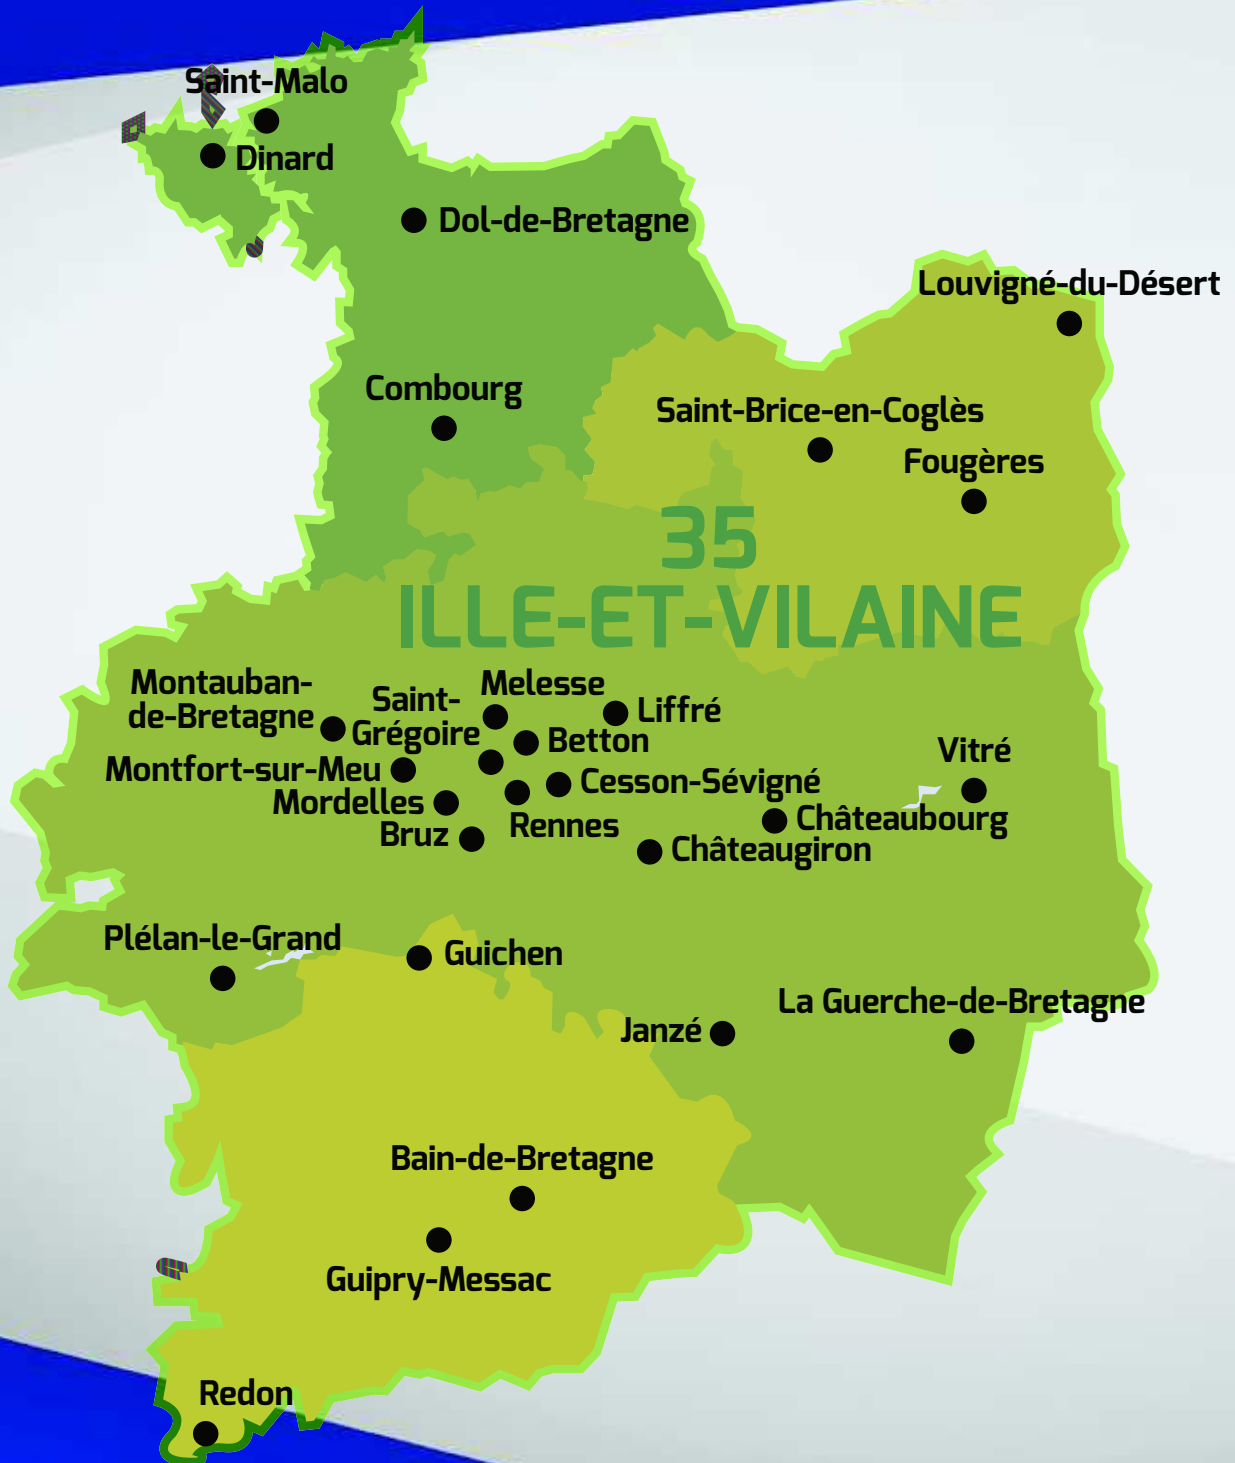 Saint-Malo
Dinard
Dol-de-Bretagne
Louvigné-du-Désert
Combourg
Saint-Brice-en-Coglès
Fougères
35
ILLE-ET-VILAINE
Montauban-
de-Bretagne
Saint-
Grégoire
Melesse
Liffré
Betton
Vitré
Montfort-sur-Meu
Cesson-Sévigné
Mordelles
Châteaubourg
Rennes
Bruz
Châteaugiron
Plélan-le-Grand
Guichen
La Guerche-de-Bretagne
Janzé
Bain-de-Bretagne
Guipry-Messac
Redon